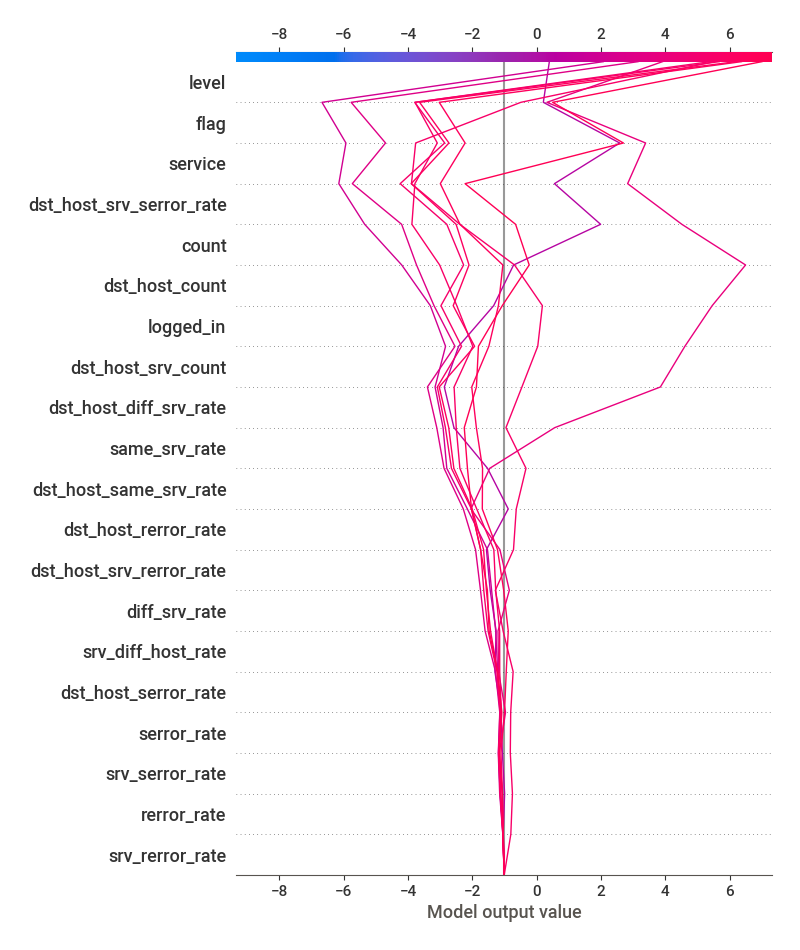 −8 −6 −4 −2 0 2 4 6
level
flag
service
dst_host_srv_serror_rate
count
dst_host_count
logged_in
dst_host_srv_count
dst_host_diff_srv_rate
same_srv_rate
dst_host_same_srv_rate
dst_host_rerror_rate
dst_host_srv_rerror_rate
diff_srv_rate
srv_diff_host_rate
dst_host_serror_rate
serror_rate
srv_serror_rate
rerror_rate
srv_rerror_rate
−8 −6 −4 −2 0 2 4 6
Model output value